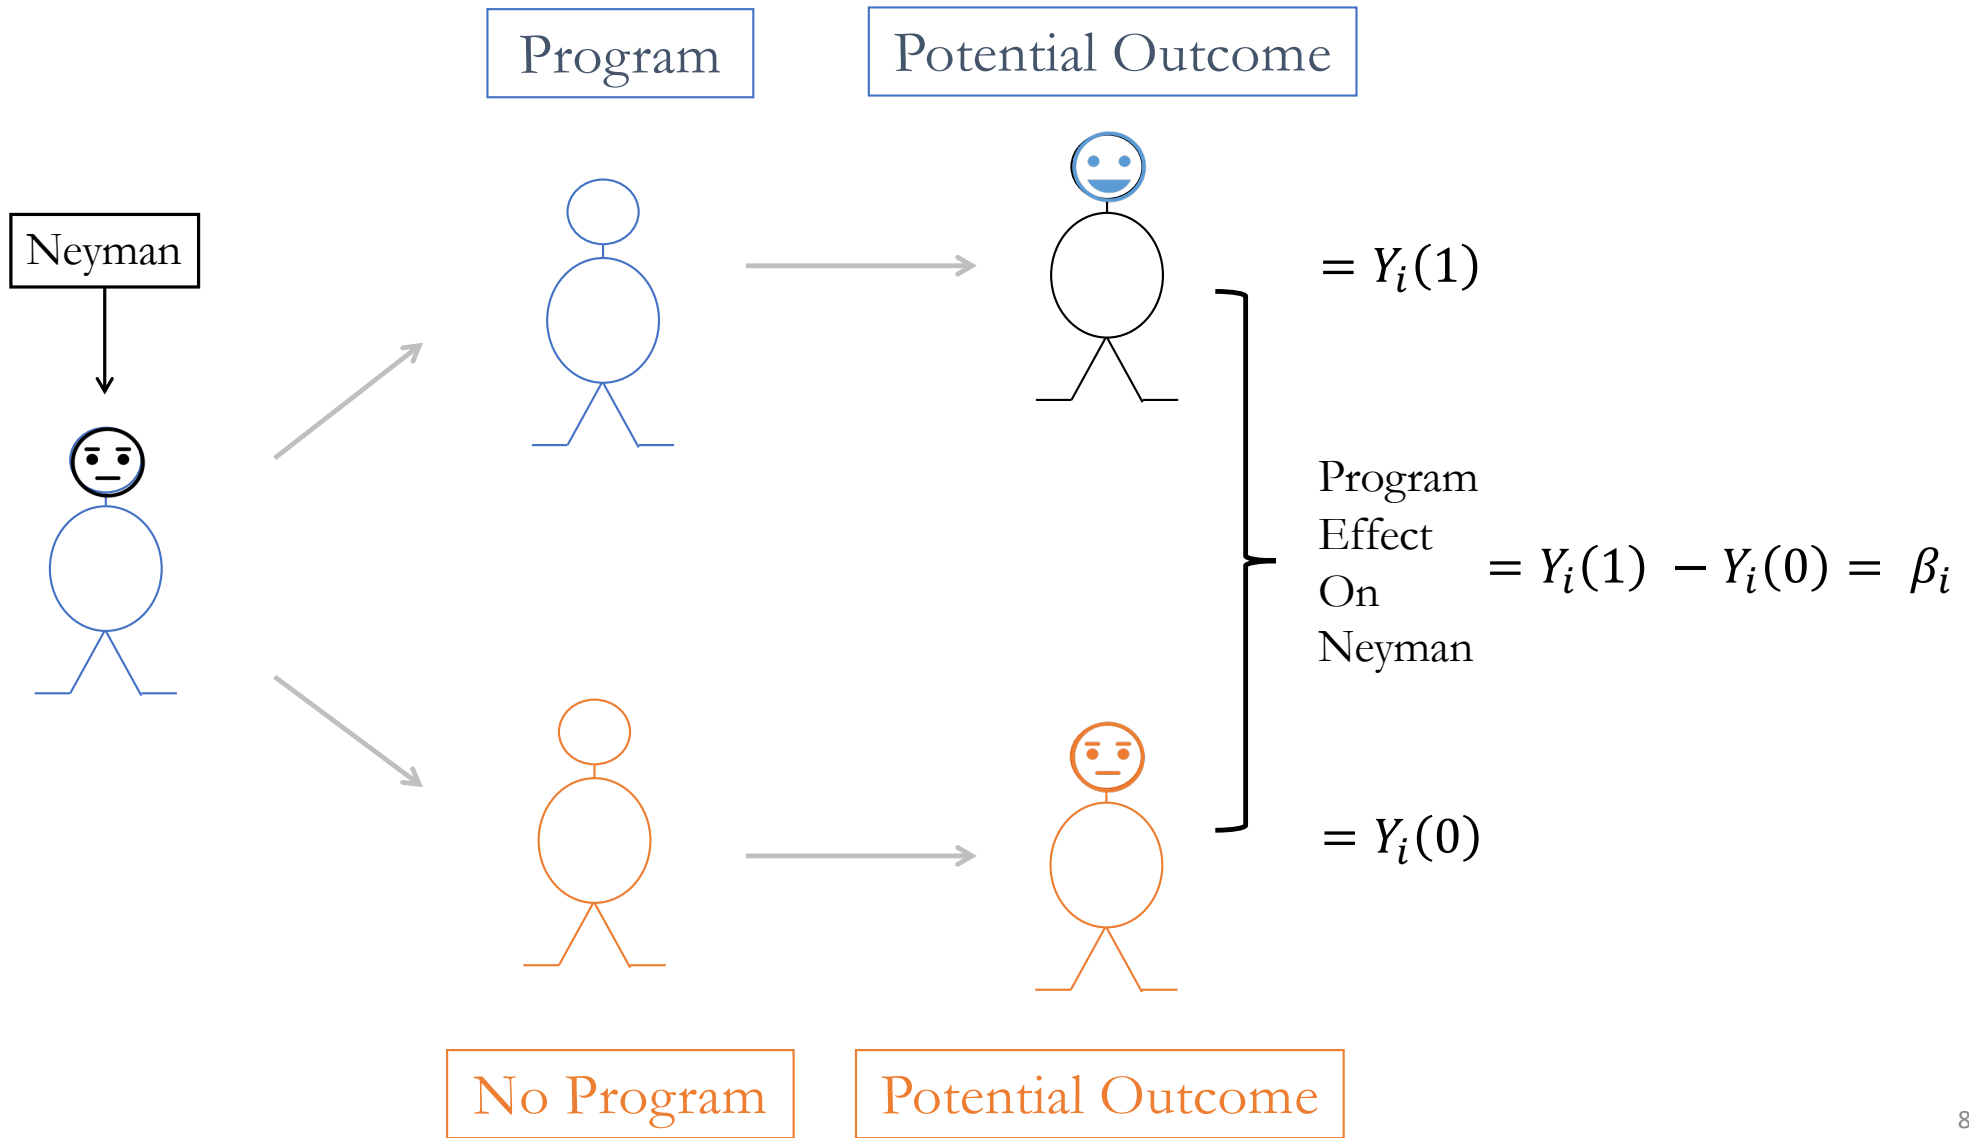 Program
Potential Outcome
Neyman
= Yᵢ(1)
Program
Effect
On
Neyman
= Yᵢ(1) − Yᵢ(0) = βᵢ
= Yᵢ(0)
No Program
Potential Outcome
8